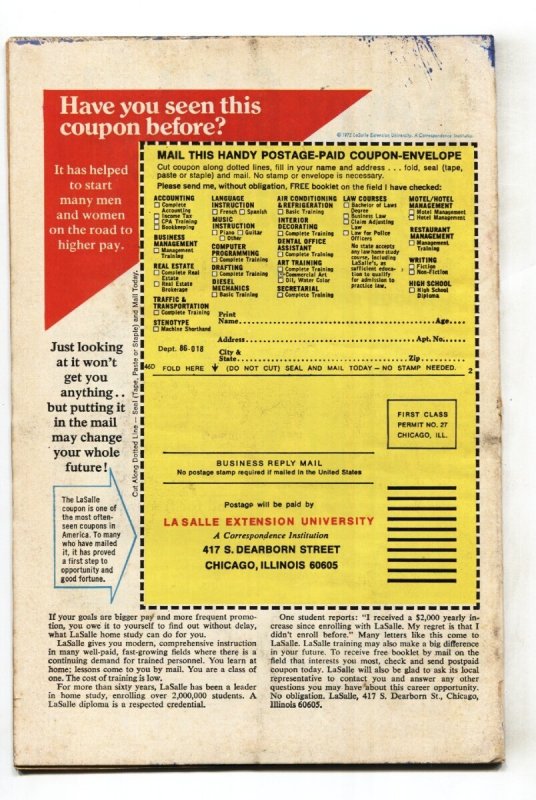 Have you seen this
coupon before?
© 1975 LaSalle Extension University. A Correspondence Institution
It has helped
to start
many men
and women
on the road to
higher pay.
Just looking
at it won't
get you
anything..
but putting it
in the mail
may change
your whole
future!
The LaSalle
coupon is one
of the most often-
seen coupons in
America. To many
who have mailed
it, it has proved
a first step to
opportunity and
good fortune.
Cut Along Dotted Line — Seal (Tape, Paste or Staple) and Mail Today.
MAIL THIS HANDY POSTAGE-PAID COUPON-ENVELOPE
Cut coupon along dotted lines, fill in your name and address . . . fold, seal (tape,
paste or staple) and mail. No stamp or envelope is necessary.
Please send me, without obligation, FREE booklet on the field I have checked:
ACCOUNTING
Complete
Accounting
Income Tax
CPA Training
Bookkeeping
BUSINESS
MANAGEMENT
Management
Training
REAL ESTATE
Complete Real
Estate
Real Estate
Brokerage
TRAFFIC &
TRANSPORTATION
Complete Training
STENOTYPE
Machine Shorthand
LANGUAGE
INSTRUCTION
French Spanish
MUSIC
INSTRUCTION
Piano Guitar
Other
COMPUTER
PROGRAMMING
Complete Training
DRAFTING
Complete Training
DIESEL
MECHANICS
Basic Training
AIR CONDITIONING
& REFRIGERATION
Basic Training
INTERIOR
DECORATING
Complete Training
DENTAL OFFICE
ASSISTANT
Complete Training
ART TRAINING
Complete Training
Commercial Art
Oil, Water Color
SECRETARIAL
Complete Training
LAW COURSES
Bachelor of Laws
Degree
Business Law
Claim Adjusting
Law
Law for Police
Officers
No state accepts
any law home study
course, including
LaSalle's, as
sufficient educa-
tion to qualify
for admission to
practice law.
MOTEL/HOTEL
MANAGEMENT
Motel Management
Hotel Management
RESTAURANT
MANAGEMENT
Management
Training
WRITING
Fiction
Non-Fiction
HIGH SCHOOL
High School
Diploma
Print
Name.......... Age....
Address.......... Apt. No......
Dept. 86-018
City &
State.......... Zip..........
46D FOLD HERE ↓ (DO NOT CUT) SEAL AND MAIL TODAY — NO STAMP NEEDED. 2
FIRST CLASS
PERMIT NO. 27
CHICAGO, ILL.
BUSINESS REPLY MAIL
No postage stamp required if mailed in the United States
Postage will be paid by
LA SALLE EXTENSION UNIVERSITY
A Correspondence Institution
417 S. DEARBORN STREET
CHICAGO, ILLINOIS 60605
If your goals are bigger pay and more frequent promo-
tion, you owe it to yourself to find out without delay,
what LaSalle home study can do for you.
LaSalle gives you modern, comprehensive instruction
in many well-paid, fast-growing fields where there is a
continuing demand for trained personnel. You learn at
home; lessons come to you by mail. You are a class of
one. The cost of training is low.
For more than sixty years, LaSalle has been a leader
in home study, enrolling over 2,000,000 students. A
LaSalle diploma is a respected credential.
One student reports: "I received a $2,000 yearly in-
crease since enrolling with LaSalle. My regret is that I
didn't enroll before." Many letters like this come to
LaSalle. LaSalle training may also make a big difference
in your future. To receive free booklet by mail on the
field that interests you most, check and send postpaid
coupon today. LaSalle will also be glad to ask its local
representative to contact you and answer any other
questions you may have about this career opportunity.
No obligation. LaSalle, 417 S. Dearborn St., Chicago,
Illinois 60605.